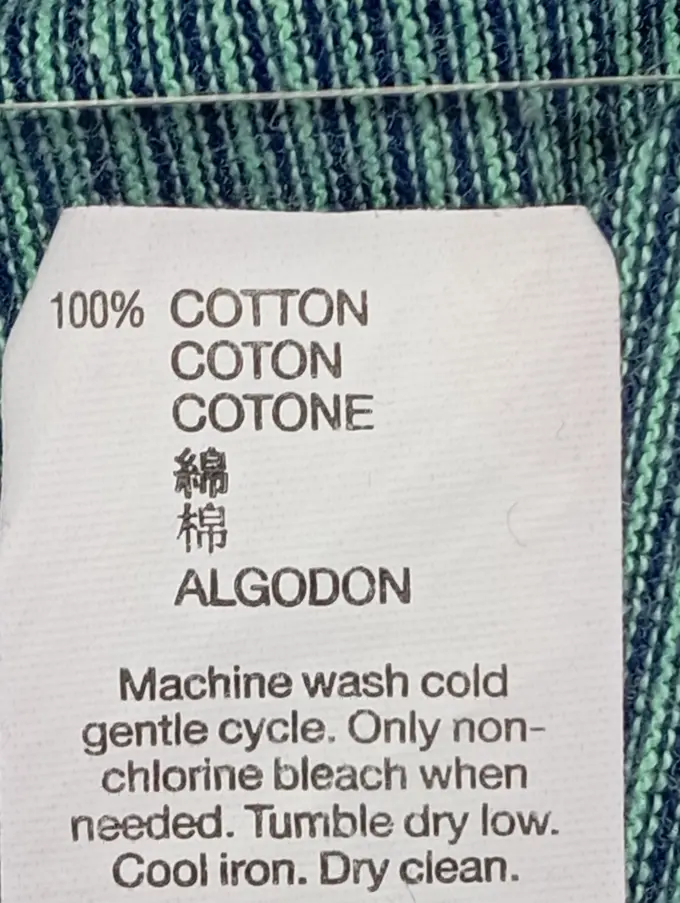 100% COTTON
COTON
COTONE
綿
棉
ALGODON
Machine wash cold
gentle cycle. Only non-
chlorine bleach when
needed. Tumble dry low.
Cool iron. Dry clean.